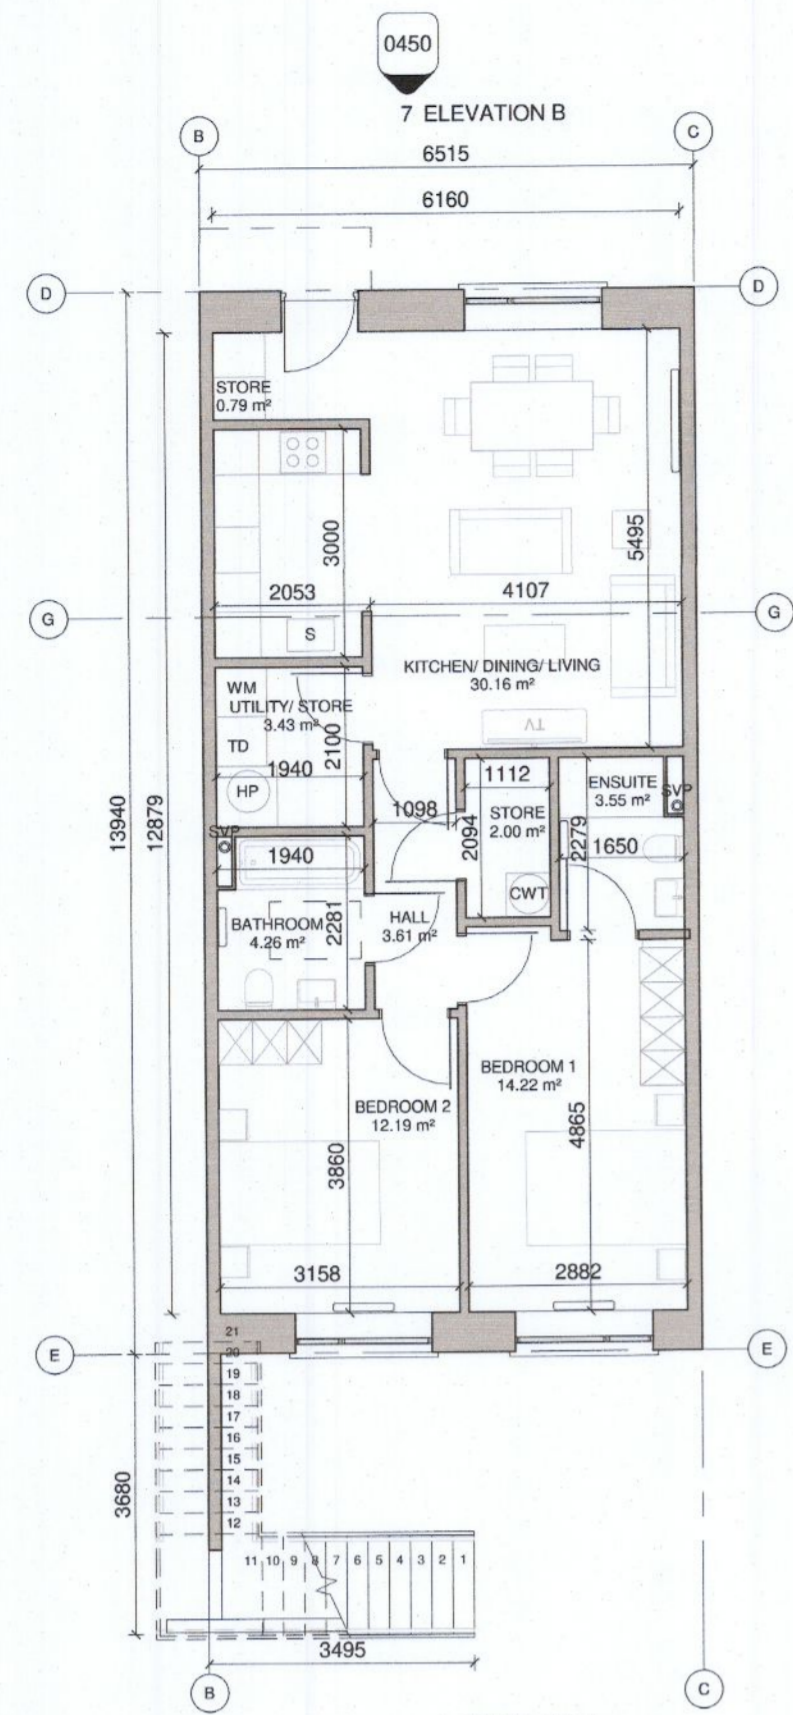 0450
7 ELEVATION B
B
C
6515
6160
D
D
STORE
0.79 m²
3000
5495
2053
4107
G
G
S
KITCHEN/ DINING/ LIVING
30.16 m²
WM
UTILITY/ STORE
3.43 m²
TV
TD
2100
1940
HP
1112
ENSUITE
3.55 m²
SVP
1098
STORE
2.00 m²
2094
2279
13940
12879
SVP
1940
1650
CWT
BATHROOM
4.26 m²
2281
HALL
3.61 m²
BEDROOM 1
14.22 m²
BEDROOM 2
12.19 m²
4865
3860
3158
2882
E
E
21
20
19
18
17
16
15
14
13
12
3680
11 10 9 8 7 6 5 4 3 2 1
3495
B
C